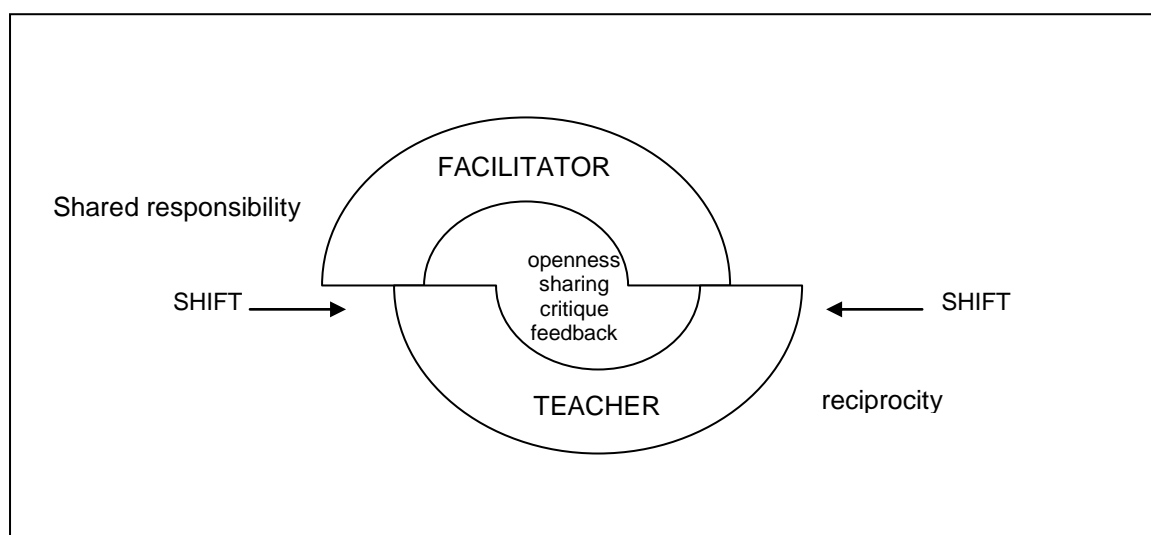 FACILITATOR
Shared responsibility
openness
sharing
critique
feedback
SHIFT
SHIFT
TEACHER
reciprocity